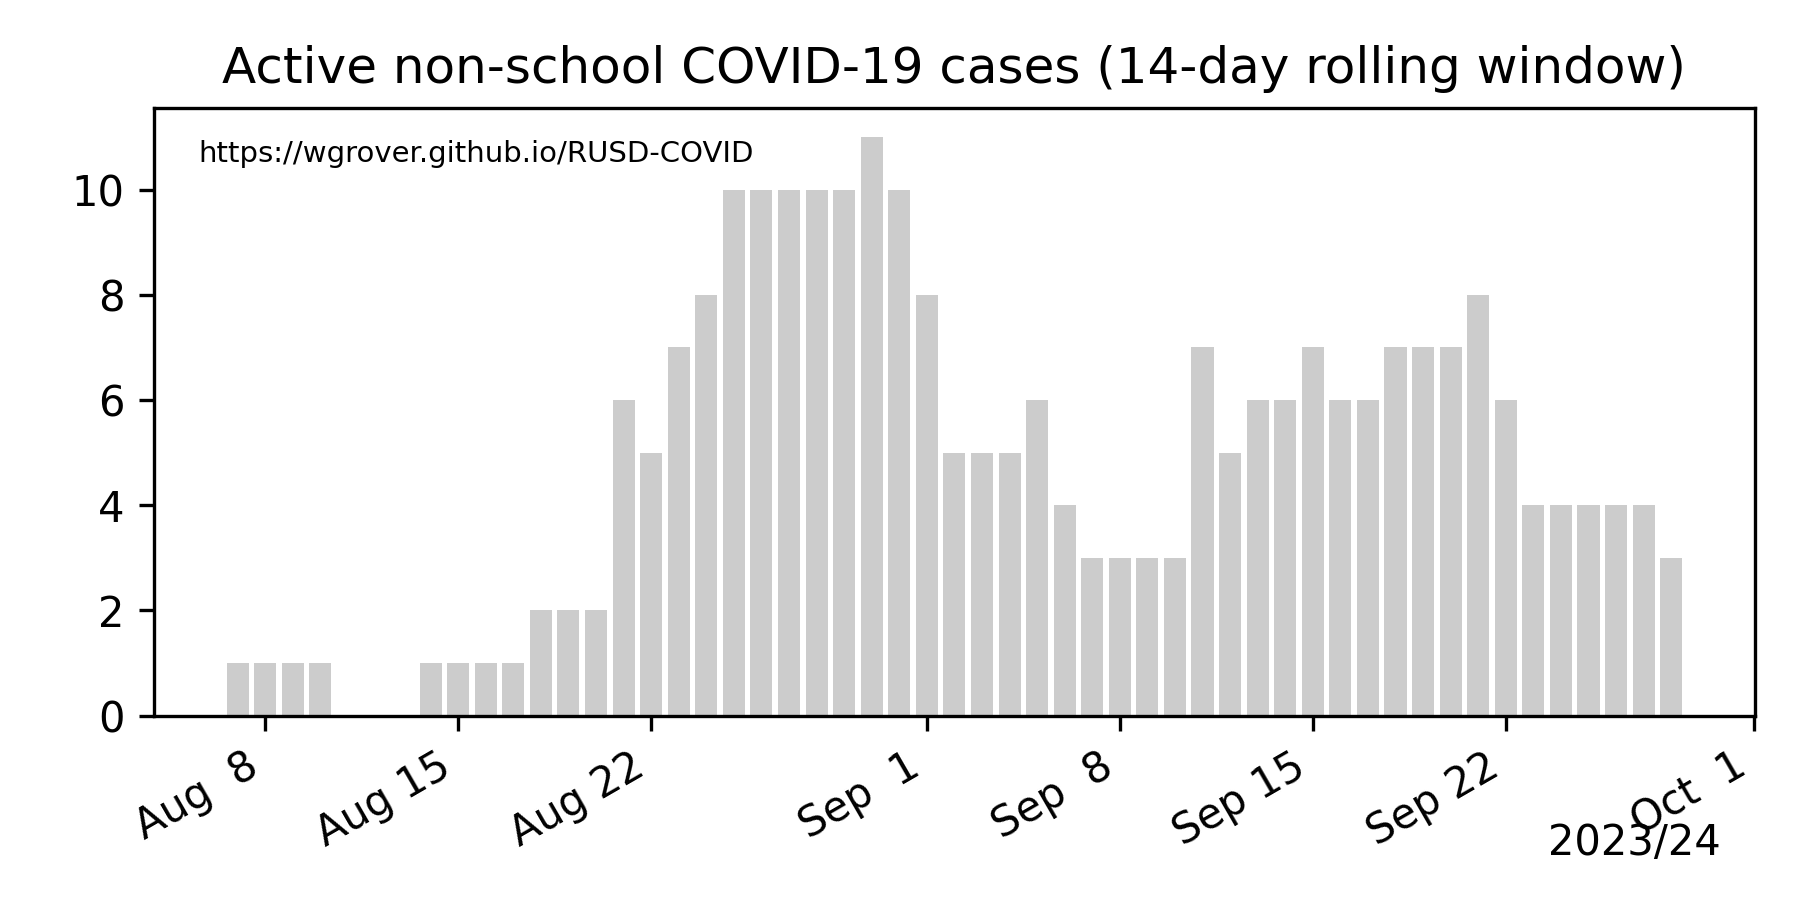 Active non-school COVID-19 cases (14-day rolling window)
https://wgrover.github.io/RUSD-COVID
10
8
6
4
2
0
Aug 8
Aug 15
Aug 22
Sep 1
Sep 8
Sep 15
Sep 22
Oct 1
2023/24